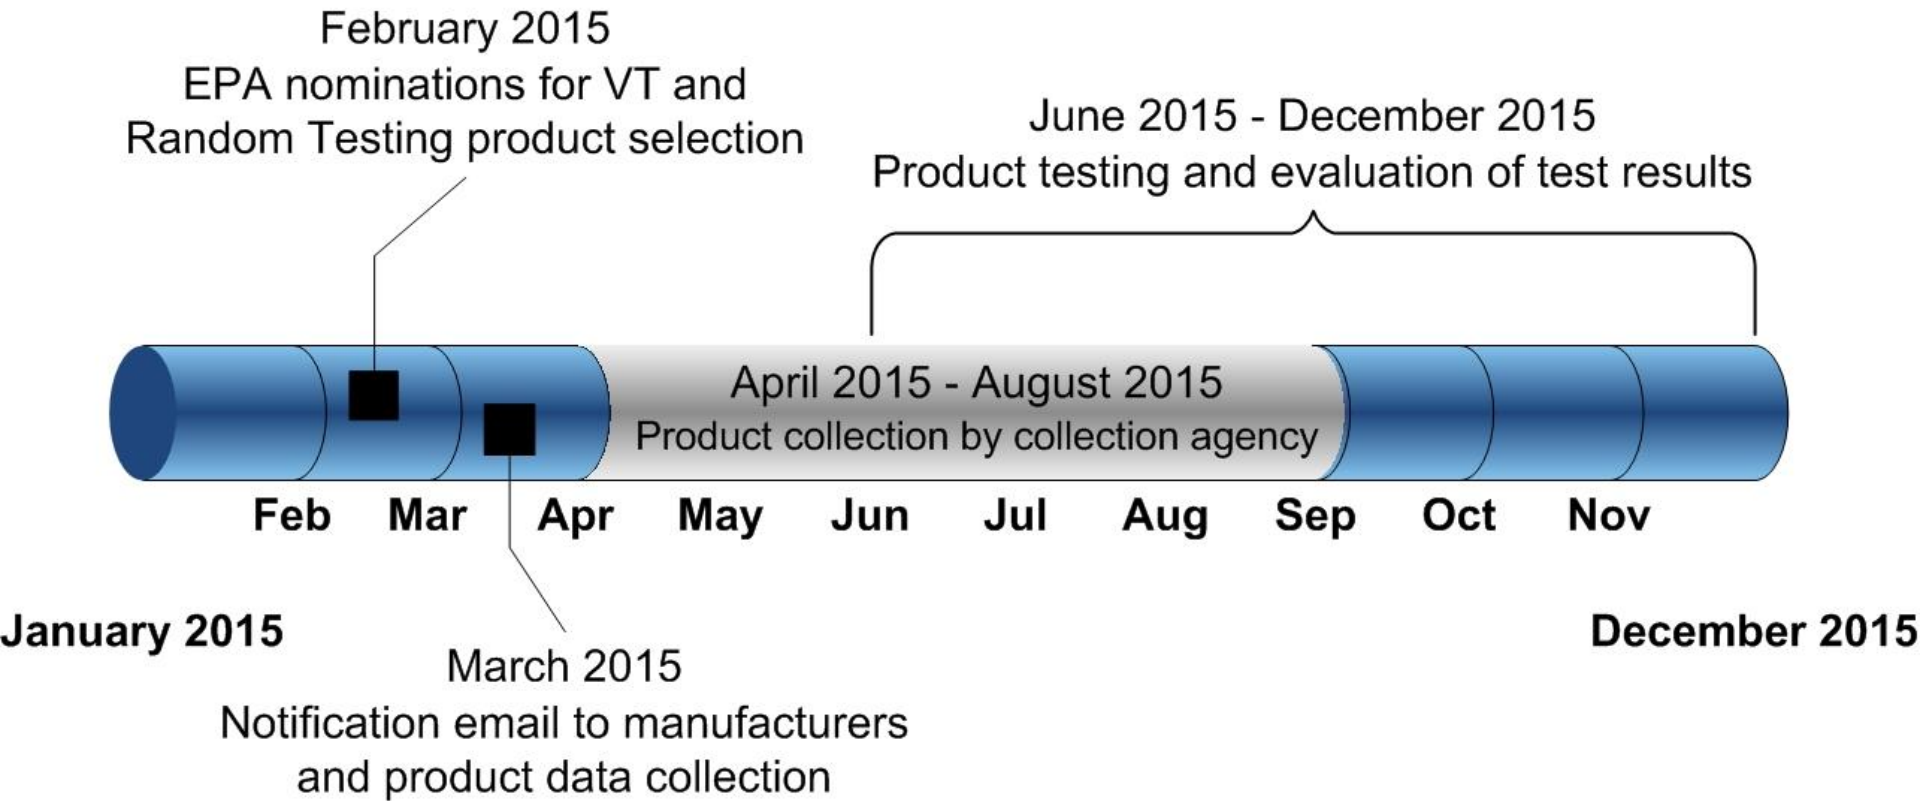 February 2015
EPA nominations for VT and
Random Testing product selection
June 2015 - December 2015
Product testing and evaluation of test results
April 2015 - August 2015
Product collection by collection agency
Feb Mar Apr May Jun Jul Aug Sep Oct Nov
January 2015
December 2015
March 2015
Notification email to manufacturers
and product data collection